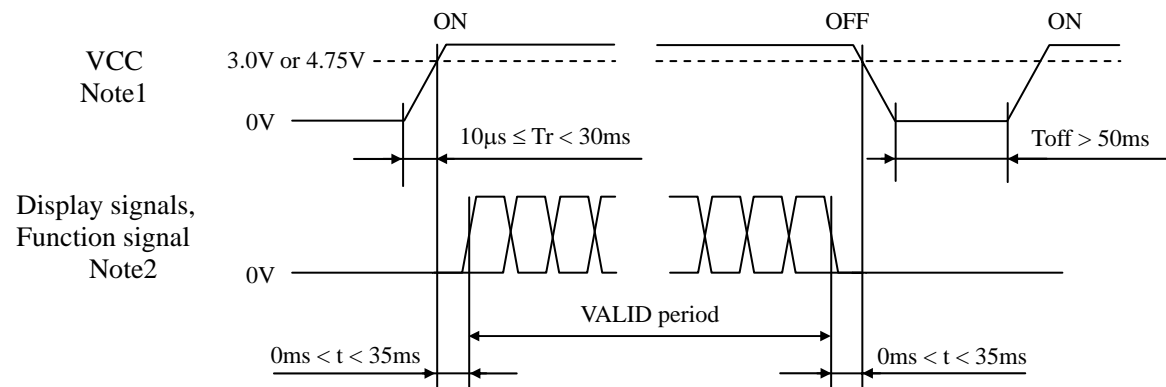 ON
OFF
ON
VCC
Note1
3.0V or 4.75V
0V
10μs ≤ Tr < 30ms
Toff > 50ms
Display signals,
Function signal
Note2
0V
VALID period
0ms < t < 35ms
0ms < t < 35ms